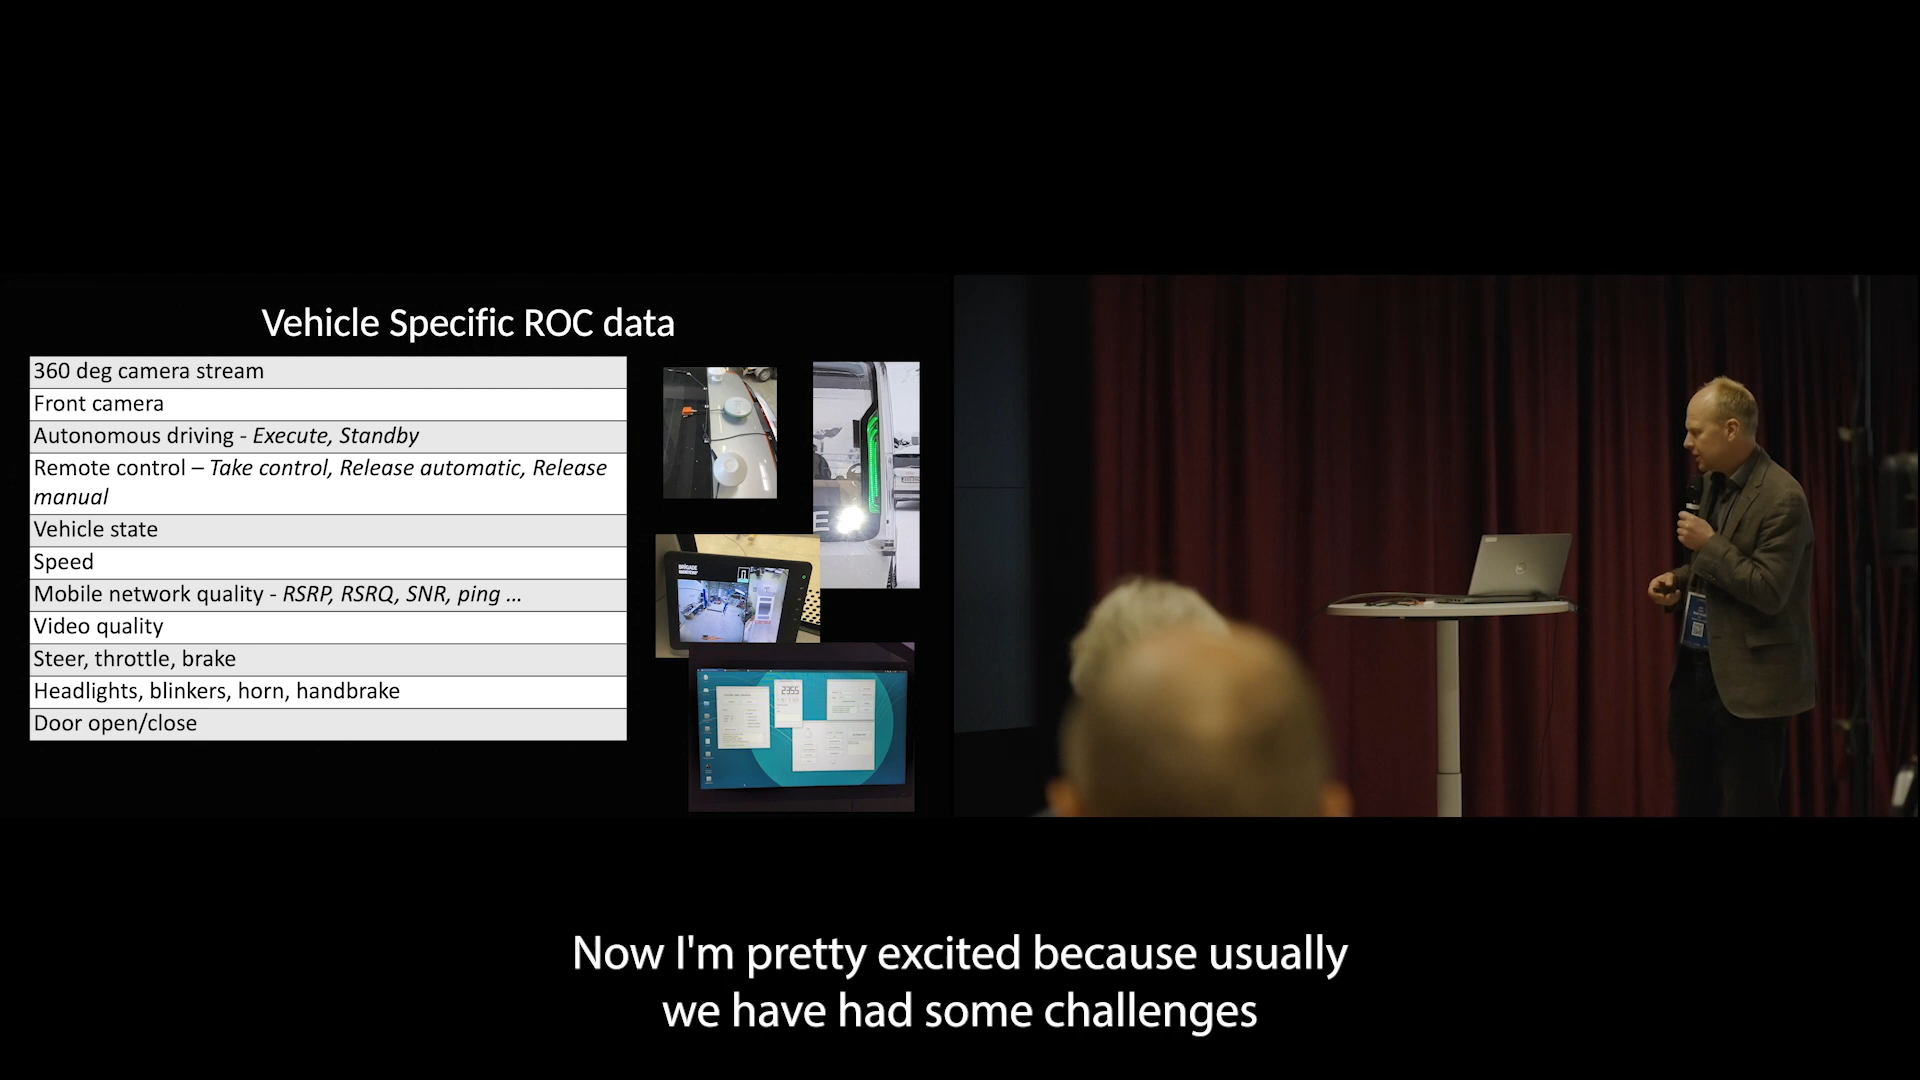 Vehicle Specific ROC data
360 deg camera stream
Front camera
Autonomous driving - Execute, Standby
Remote control – Take control, Release automatic, Release
manual
Vehicle state
Speed
Mobile network quality - RSRP, RSRQ, SNR, ping ...
Video quality
Steer, throttle, brake
Headlights, blinkers, horn, handbrake
Door open/close
BRIGADE
E
2355
Now I'm pretty excited because usually
we have had some challenges